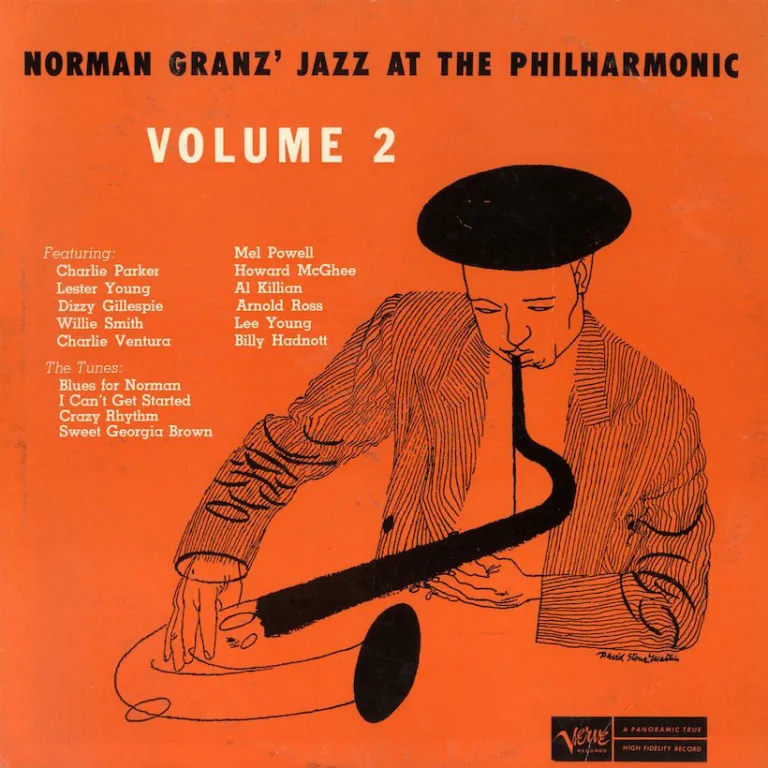 NORMAN GRANZ' JAZZ AT THE PHILHARMONIC
VOLUME 2
Featuring:
Charlie Parker
Lester Young
Dizzy Gillespie
Willie Smith
Charlie Ventura
Mel Powell
Howard McGhee
Al Killian
Arnold Ross
Lee Young
Billy Hadnott
The Tunes:
Blues for Norman
I Can't Get Started
Crazy Rhythm
Sweet Georgia Brown
David Stone Martin
Verve
RECORDS
A PANORAMIC TRUE
HIGH FIDELITY RECORD